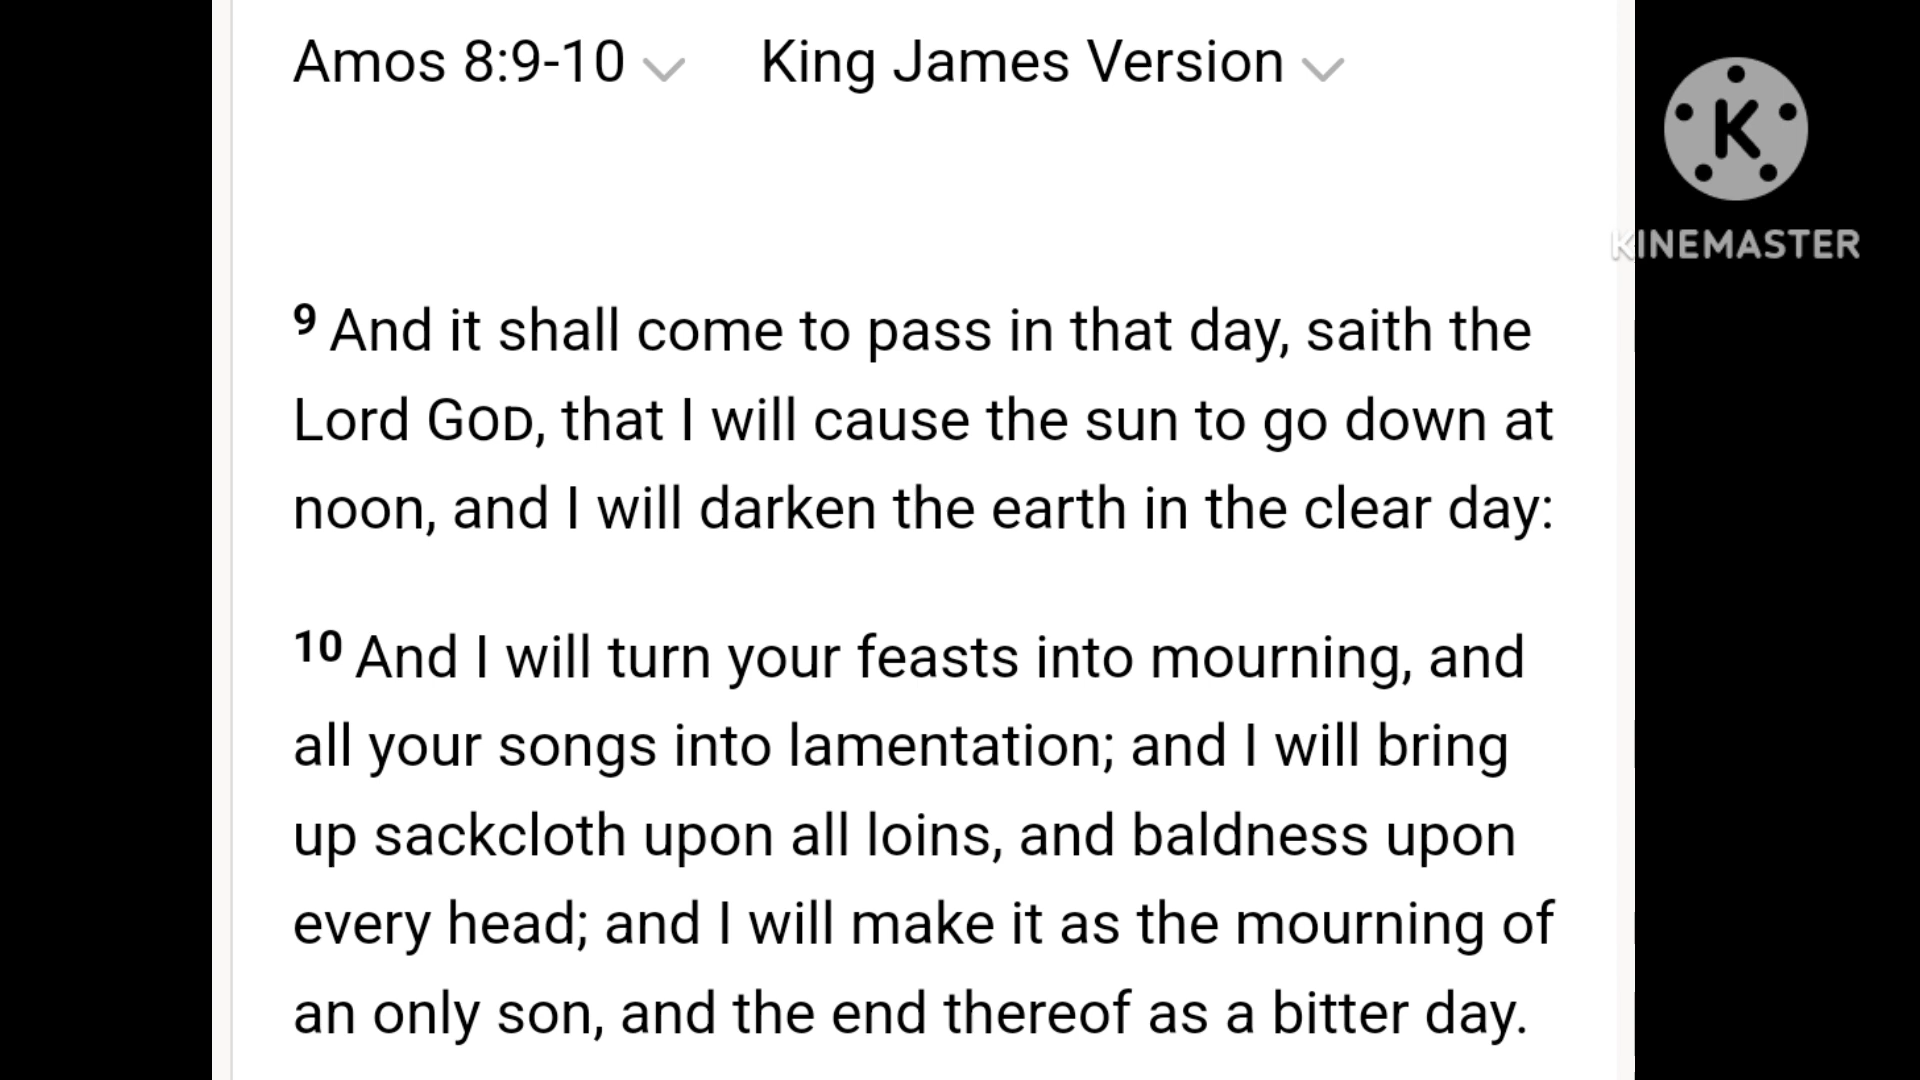 Amos 8:9-10 King James Version
K
KINEMASTER
9 And it shall come to pass in that day, saith the
Lord GOD, that I will cause the sun to go down at
noon, and I will darken the earth in the clear day:
10 And I will turn your feasts into mourning, and
all your songs into lamentation; and I will bring
up sackcloth upon all loins, and baldness upon
every head; and I will make it as the mourning of
an only son, and the end thereof as a bitter day.